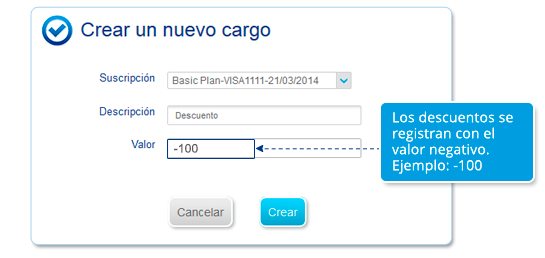 Crear un nuevo cargo
Suscripción
Basic Plan-VISA1111-21/03/2014
Descripción
Descuento
Valor
-100
Los descuentos se
registran con el
valor negativo.
Ejemplo: -100
Cancelar
Crear